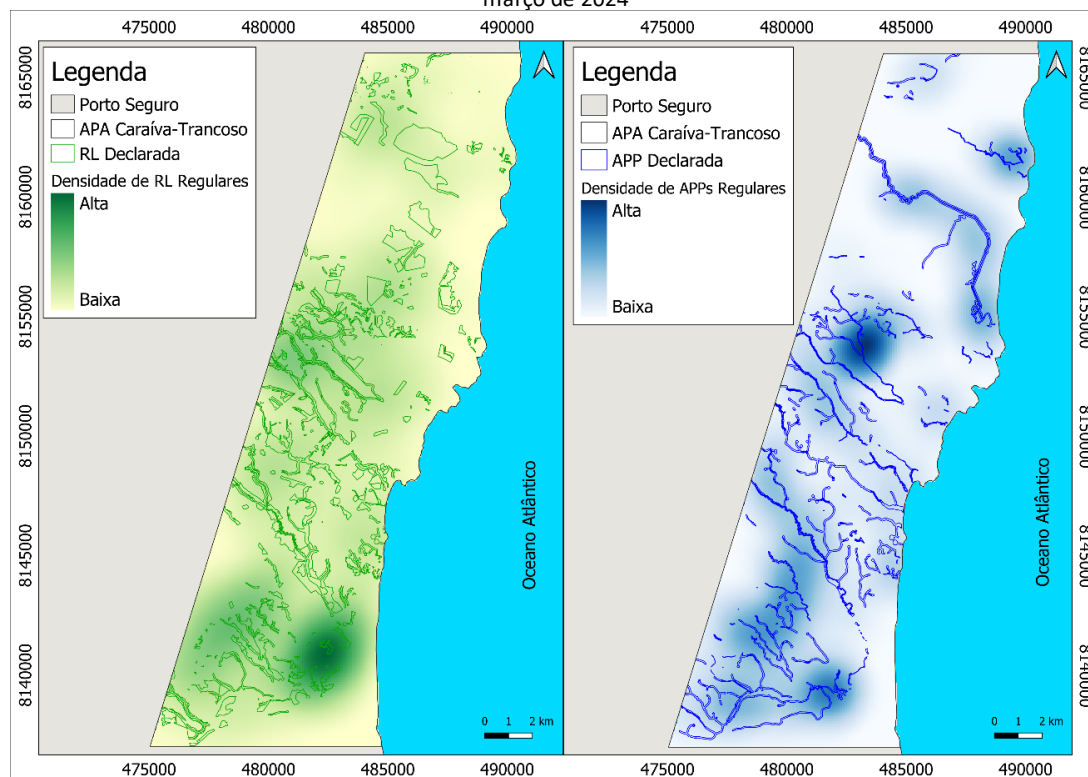 março de 2024
475000 480000 485000 490000 475000 480000 485000 490000
Legenda
Porto Seguro
APA Caraíva-Trancoso
RL Declarada
Densidade de RL Regulares
Alta
Baixa
Legenda
Porto Seguro
APA Caraíva-Trancoso
APP Declarada
Densidade de APPs Regulares
Alta
Baixa
8165000
8160000
8155000
8150000
8145000
8140000
Oceano Atlântico
Oceano Atlântico
8165000
8160000
8155000
8150000
8145000
8140000
0 1 2 km
0 1 2 km
475000 480000 485000 490000 475000 480000 485000 490000